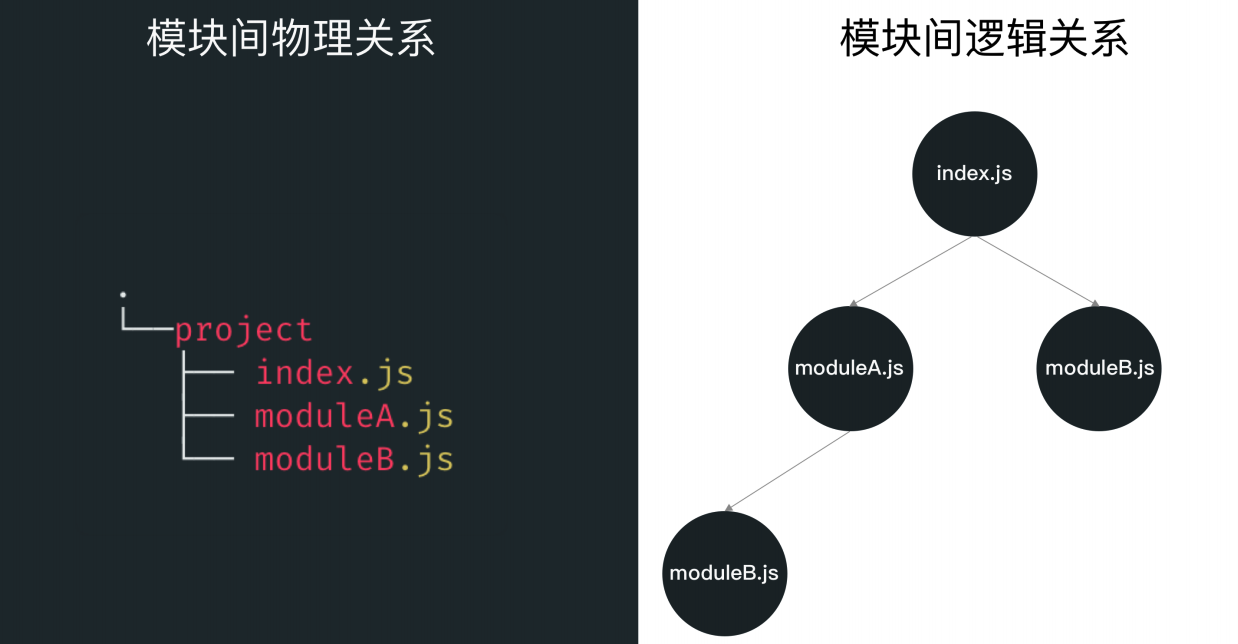 模块间物理关系
.
└──project
├── index.js
├── moduleA.js
└── moduleB.js
模块间逻辑关系
index.js
moduleA.js
moduleB.js
moduleB.js